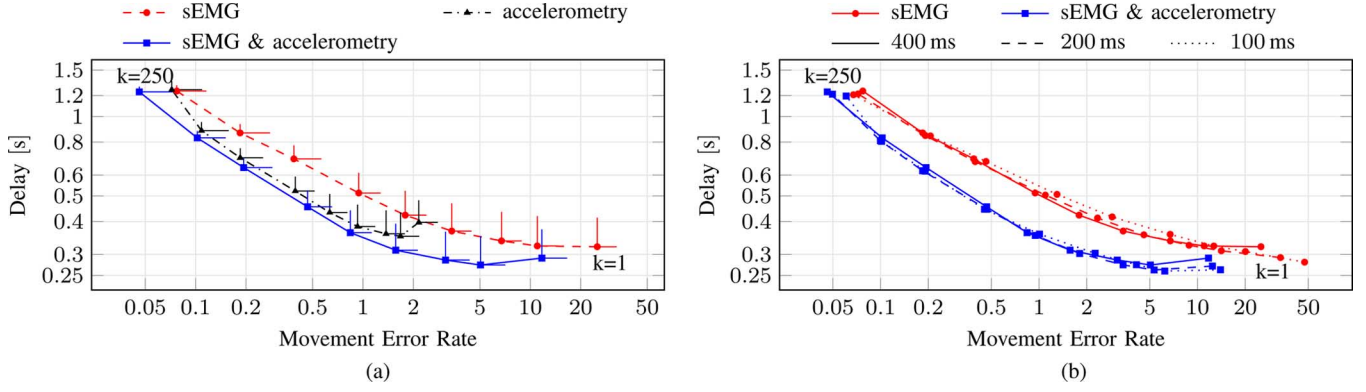 sEMG accelerometry
sEMG & accelerometry
k=250
1.5
1.2
1
0.8
0.6
0.5
0.4
0.3
0.25
Delay [s]
k=1
0.05 0.1 0.2 0.5 1 2 5 10 20 50
Movement Error Rate
(a)
sEMG sEMG & accelerometry
400 ms 200 ms 100 ms
k=250
1.5
1.2
1
0.8
0.6
0.5
0.4
0.3
0.25
Delay [s]
k=1
0.05 0.1 0.2 0.5 1 2 5 10 20 50
Movement Error Rate
(b)